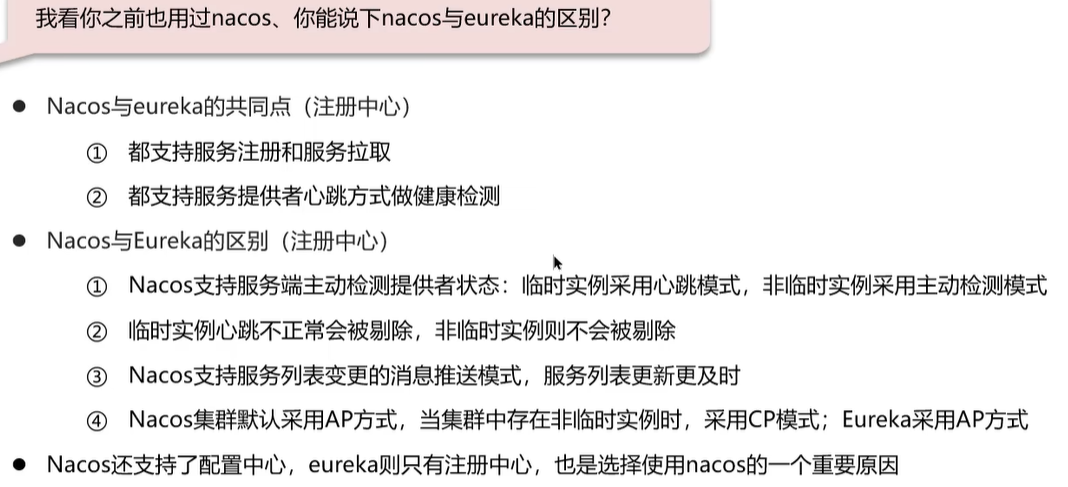 我看你之前也用过nacos、你能说下nacos与eureka的区别？
● Nacos与eureka的共同点（注册中心）
① 都支持服务注册和服务拉取
② 都支持服务提供者心跳方式做健康检测
● Nacos与Eureka的区别（注册中心）
① Nacos支持服务端主动检测提供者状态：临时实例采用心跳模式，非临时实例采用主动检测模式
② 临时实例心跳不正常会被剔除，非临时实例则不会被剔除
③ Nacos支持服务列表变更的消息推送模式，服务列表更新更及时
④ Nacos集群默认采用AP方式，当集群中存在非临时实例时，采用CP模式；Eureka采用AP方式
● Nacos还支持了配置中心，eureka则只有注册中心，也是选择使用nacos的一个重要原因